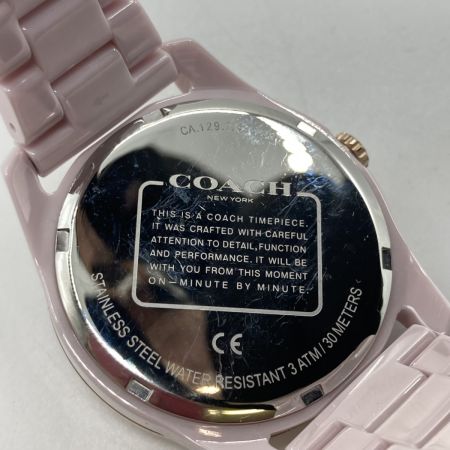 CA.129.
COACH
NEW YORK
THIS IS A COACH TIMEPIECE.
IT WAS CRAFTED WITH CAREFUL
ATTENTION TO DETAIL, FUNCTION
AND PERFORMANCE. IT WILL BE
WITH YOU FROM THIS MOMENT
ON—MINUTE BY MINUTE.
CE
STAINLESS STEEL WATER RESISTANT 3 ATM / 30 METERS